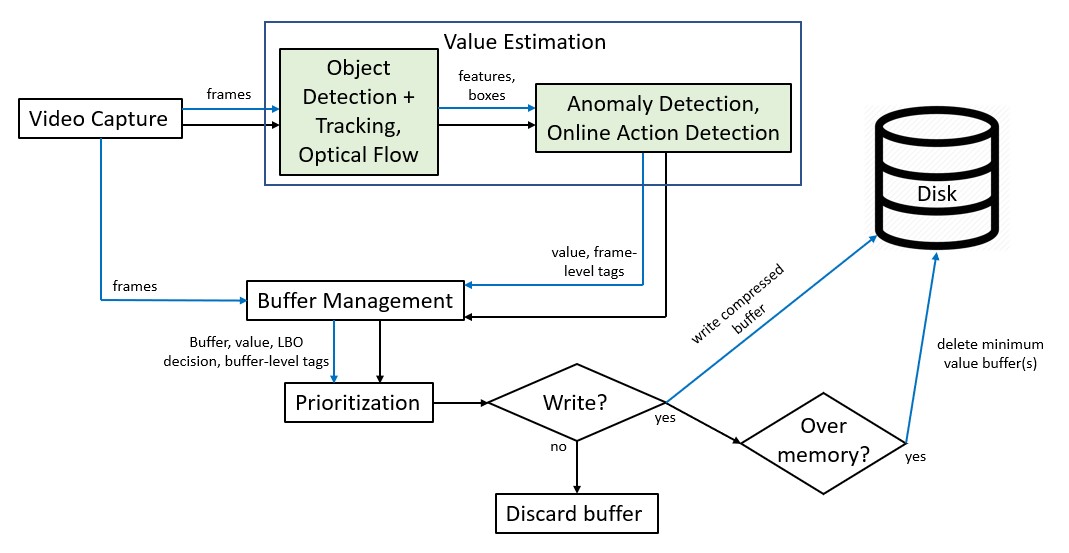 Value Estimation
Object
Detection +
Tracking,
Optical Flow
features,
boxes
frames
Anomaly Detection,
Online Action Detection
Video Capture
Disk
value, frame-
level tags
frames
Buffer Management
write compressed
buffer
Buffer, value, LBO
decision, buffer-level tags
delete minimum
value buffer(s)
Prioritization
Write?
yes
Over
memory?
yes
no
Discard buffer